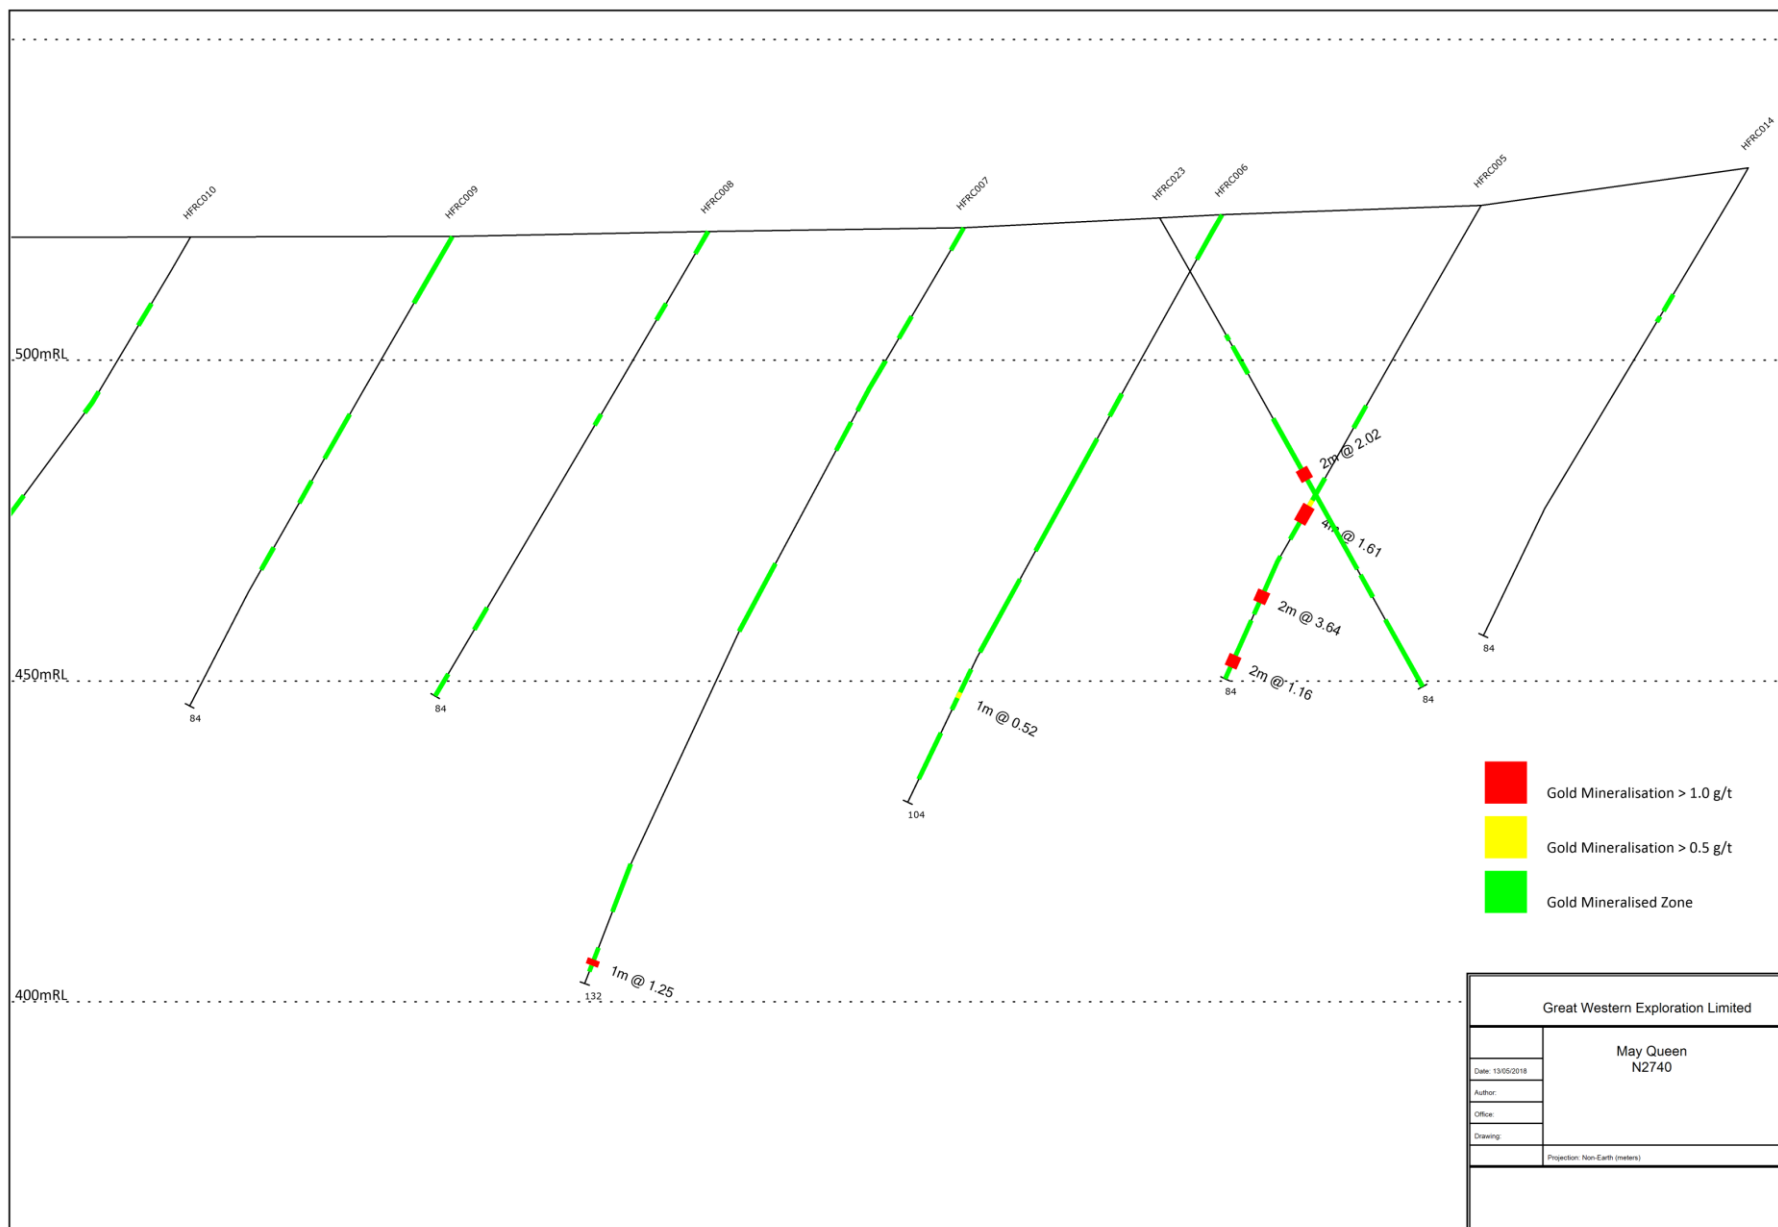 HFRC014
HFRC010
HFRC009
HFRC008
HFRC007
HFRC023
HFRC006
HFRC005
500mRL
2m @ 2.02
4m @ 1.61
2m @ 3.64
2m @ 1.16
84
84
84
450mRL
84
84
1m @ 0.52
104
Gold Mineralisation > 1.0 g/t
Gold Mineralisation > 0.5 g/t
Gold Mineralised Zone
1m @ 1.25
132
400mRL
Great Western Exploration Limited
May Queen
N2740
Date: 13/05/2018
Author:
Office:
Drawing:
Projection: Non-Earth (meters)